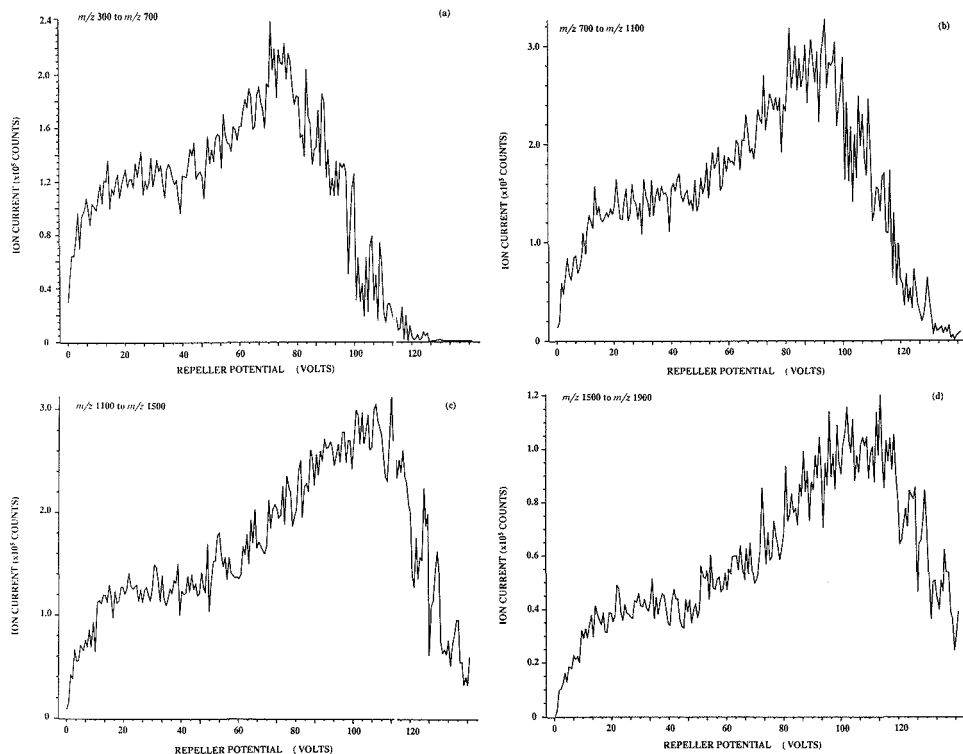 m/z 300 to m/z 700
(a)
2.4
2.0
1.6
1.2
0.8
0.4
0
ION CURRENT (x10⁵ COUNTS)
0 20 40 60 80 100 120
REPELLER POTENTIAL (VOLTS)
m/z 700 to m/z 1100
(b)
3.0
2.0
1.0
0.0
ION CURRENT (x10⁵ COUNTS)
0 20 40 60 80 100 120
REPELLER POTENTIAL (VOLTS)
m/z 1100 to m/z 1500
(c)
3.0
2.0
1.0
0
ION CURRENT (x10⁵ COUNTS)
0 20 40 60 80 100 120
REPELLER POTENTIAL (VOLTS)
m/z 1500 to m/z 1900
(d)
1.2
1.0
0.8
0.6
0.4
0.2
0
ION CURRENT (x10⁵ COUNTS)
0 20 40 60 80 100 120
REPELLER POTENTIAL (VOLTS)